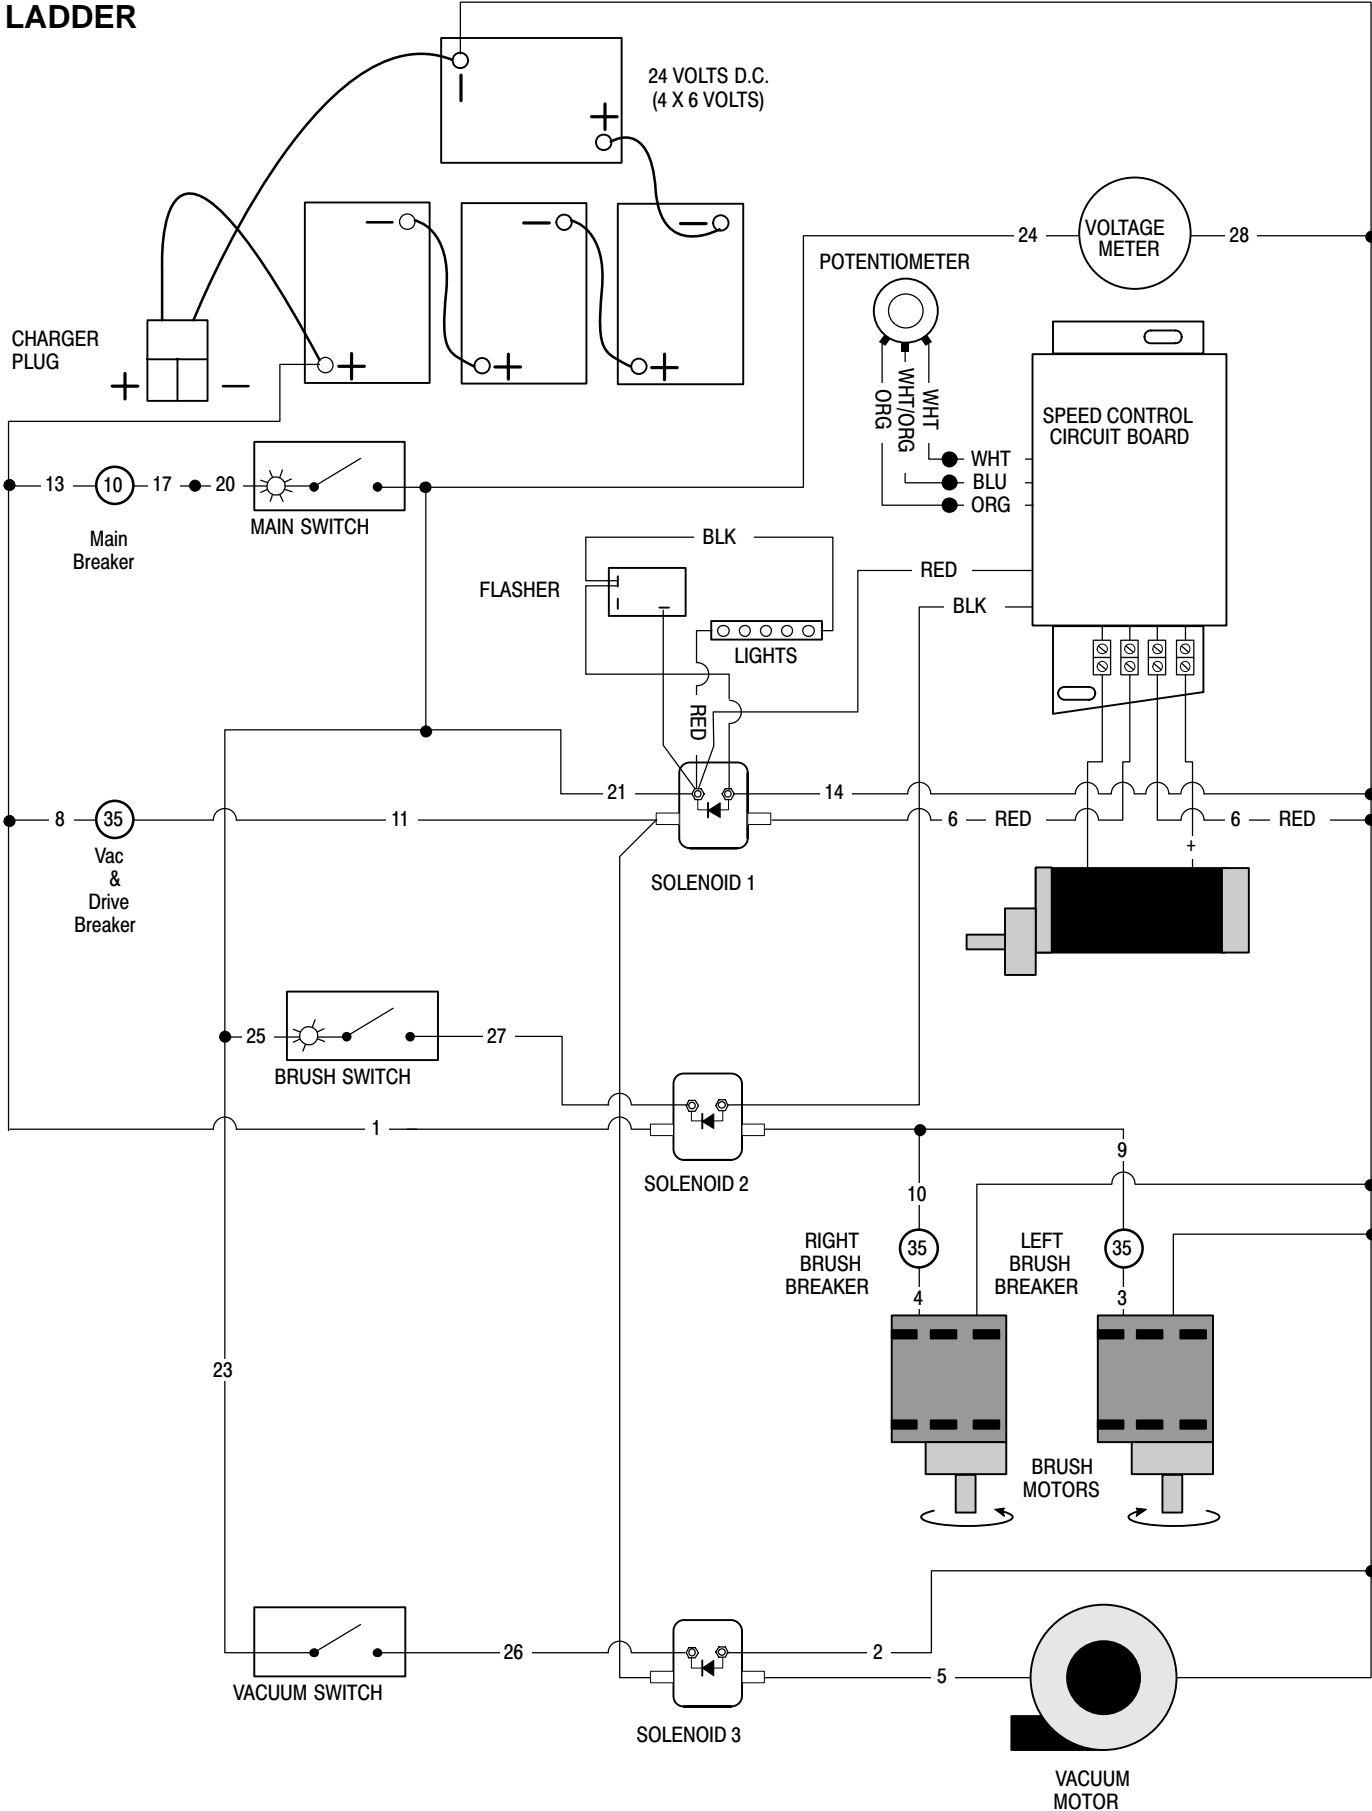 LADDER
24 VOLTS D.C.
(4 X 6 VOLTS)
+
24
VOLTAGE
METER
28
POTENTIOMETER
CHARGER
PLUG
+
+
+
+
ORG
WHT/ORG
WHT
SPEED CONTROL
CIRCUIT BOARD
WHT
BLU
ORG
13
10
17
20
MAIN SWITCH
Main
Breaker
BLK
FLASHER
RED
BLK
LIGHTS
RED
21
14
8
35
11
6
RED
6
RED
Vac
&
Drive
Breaker
+
SOLENOID 1
25
27
BRUSH SWITCH
1
9
SOLENOID 2
10
RIGHT
BRUSH
BREAKER
35
LEFT
BRUSH
BREAKER
35
4
3
23
BRUSH
MOTORS
26
2
5
VACUUM SWITCH
SOLENOID 3
VACUUM
MOTOR